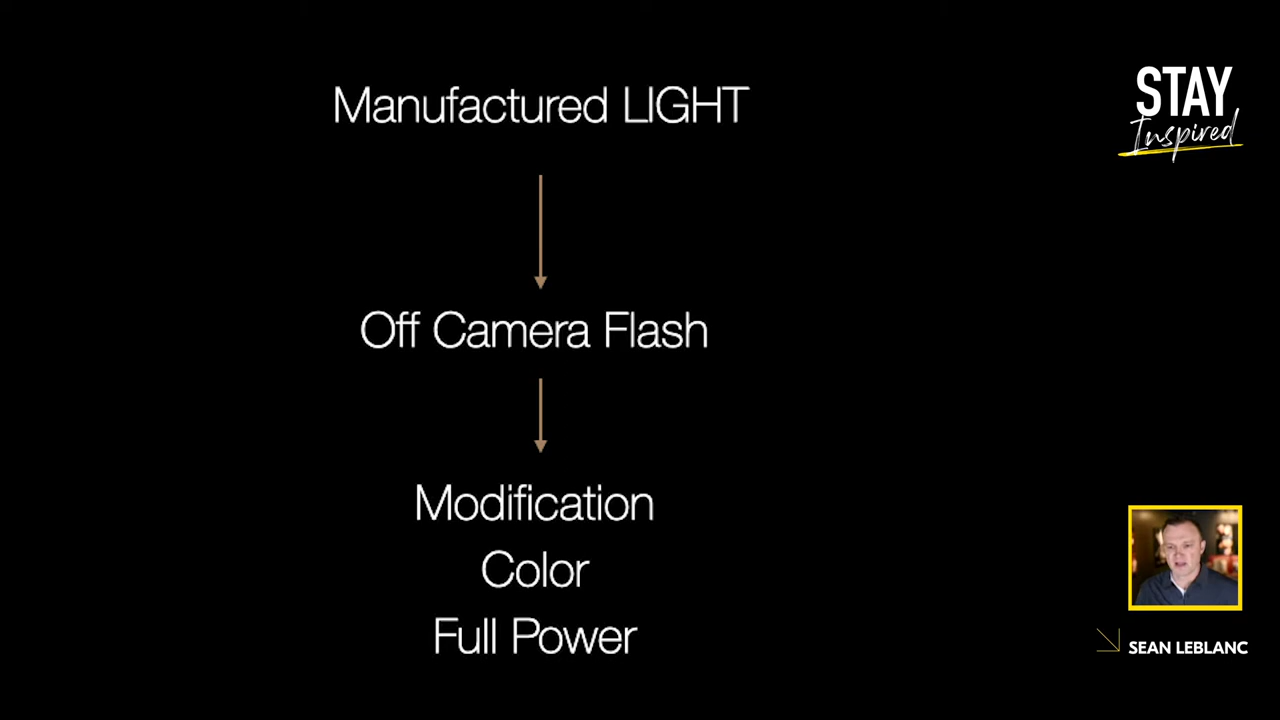 Manufactured LIGHT
STAY
Inspired
Off Camera Flash
Modification
Color
Full Power
SEAN LEBLANC